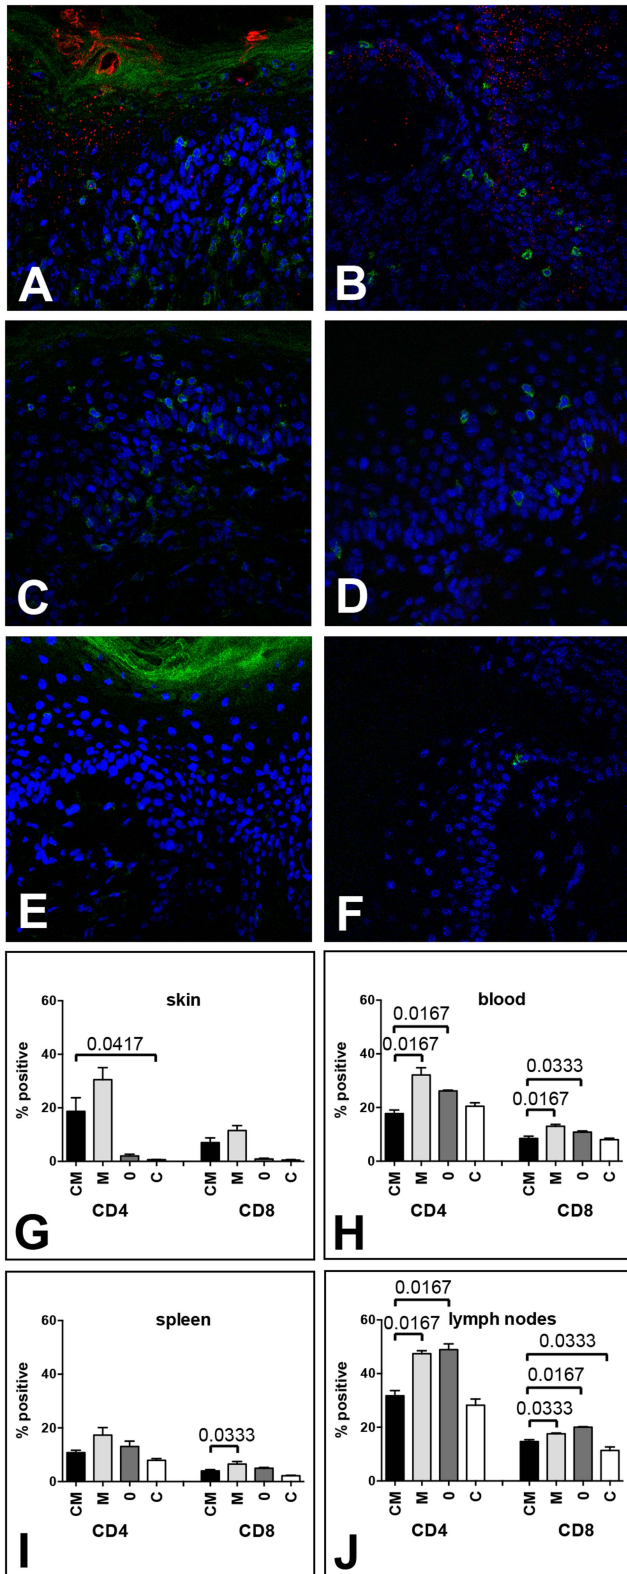 A
B
C
D
E
F
skin
60
40
20
0
% positive
0.0417
CM M 0 C CM M 0 C
CD4 CD8
G
blood
60
40
20
0
% positive
0.0167
0.0167
0.0333
0.0167
CM M 0 C CM M 0 C
CD4 CD8
H
spleen
60
40
20
0
% positive
0.0333
CM M 0 C CM M 0 C
CD4 CD8
I
lymph nodes
60
40
20
0
% positive
0.0167
0.0167
0.0333
0.0167
0.0333
CM M 0 C CM M 0 C
CD4 CD8
J